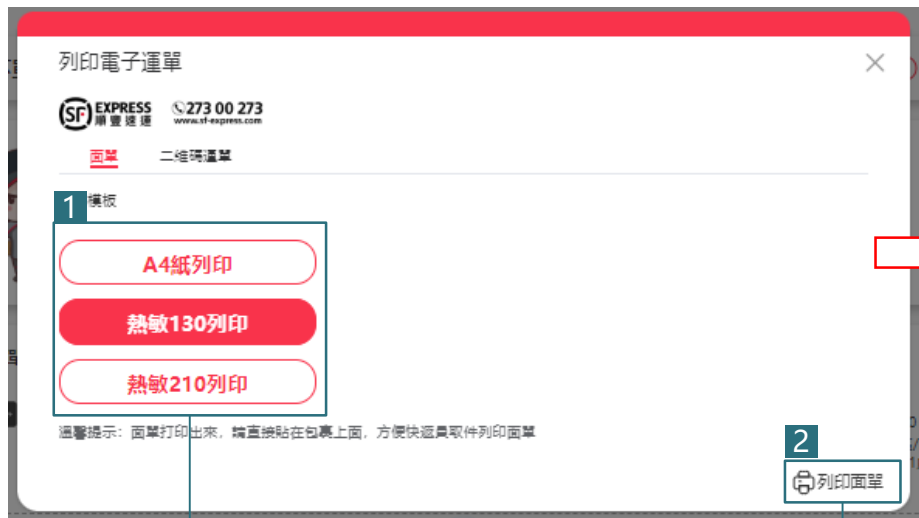 列印電子運單
SF EXPRESS 順豐速運 273 00 273
www.sf-express.com
面單 二维碼運單
1 模板
A4紙列印
熱敏130列印
熱敏210列印
溫馨提示：面單打印出來，請直接貼在包裹上面，方便快遞員取件列印面單
2
列印面單